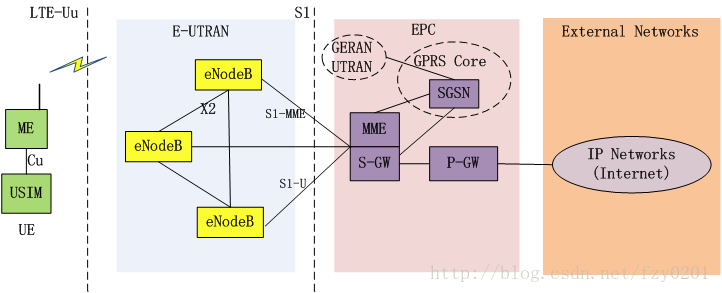 LTE-Uu
S1
E-UTRAN
EPC
External Networks
GERAN
UTRAN
GPRS Core
eNodeB
SGSN
X2
S1-MME
ME
MME
Cu
eNodeB
S-GW
P-GW
IP Networks
(Internet)
USIM
S1-U
eNodeB
UE
http://blog.csdn.net/fzy0201